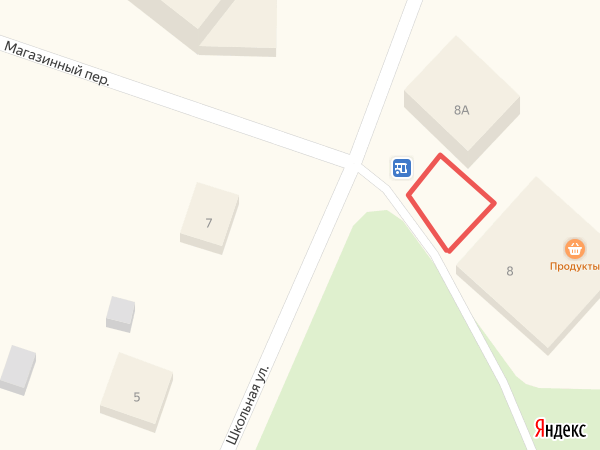 Магазинный пер.
8А
7
Продукты
8
5
Школьная ул.
Яндекс